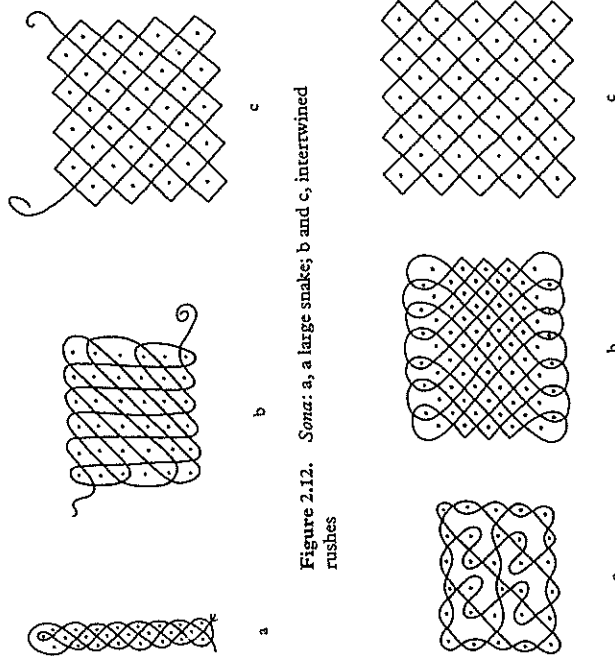 a
b
c
Figure 2.12. Sona: a, a large snake; b and c, intertwined
rushes
b
c